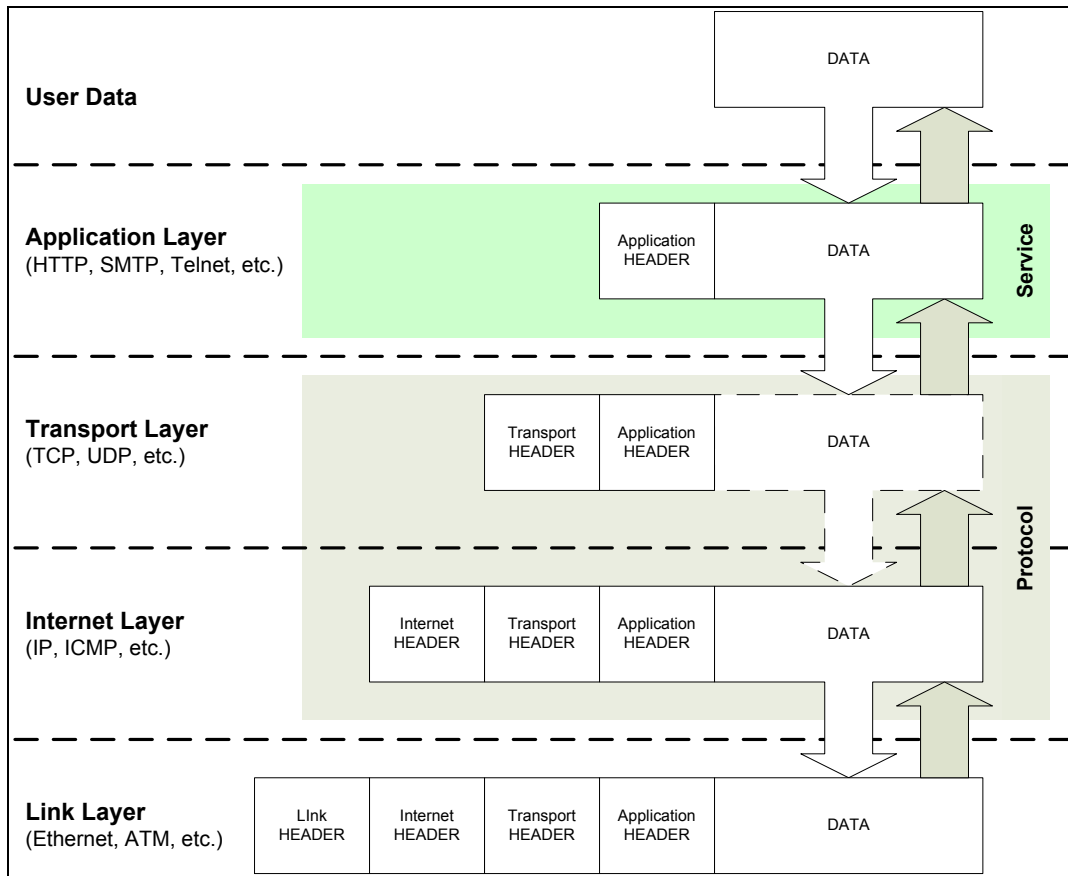 DATA
User Data
Application Layer
(HTTP, SMTP, Telnet, etc.)
Application
HEADER
DATA
Service
Transport Layer
(TCP, UDP, etc.)
Transport
HEADER
Application
HEADER
DATA
Protocol
Internet Layer
(IP, ICMP, etc.)
Internet
HEADER
Transport
HEADER
Application
HEADER
DATA
Link Layer
(Ethernet, ATM, etc.)
LInk
HEADER
Internet
HEADER
Transport
HEADER
Application
HEADER
DATA